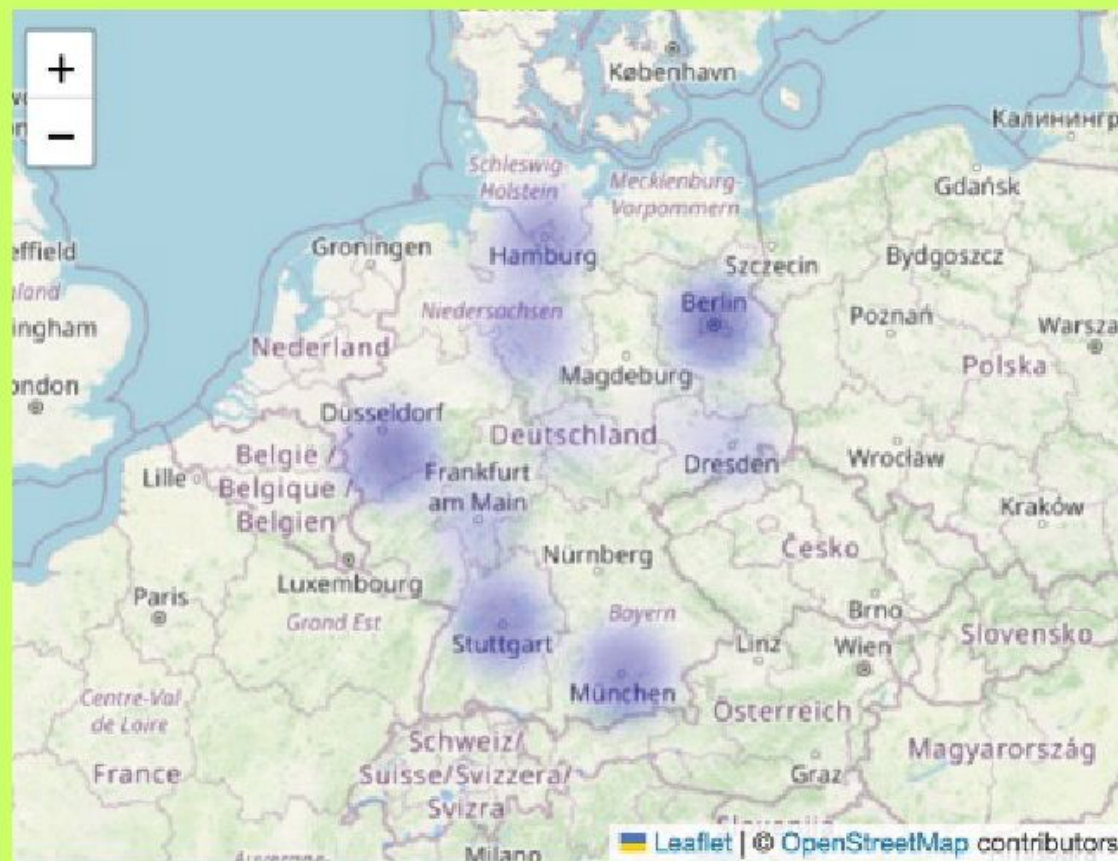 +
−
København
Калинингр
Schleswig-
Holstein
Mecklenburg-
Vorpommern
Gdańsk
Groningen
Hamburg
Szczecin
Bydgoszcz
effield
gland
ingham
Niedersachsen
Berlin
Poznań
Warsza
Nederland
Magdeburg
Polska
ondon
Düsseldorf
Deutschland
België /
Belgique /
Belgien
Lille
Frankfurt
am Main
Dresden
Wrocław
Kraków
Luxembourg
Nürnberg
Česko
Paris
Grand Est
Bayern
Brno
Slovensko
Stuttgart
Linz
Wien
München
Centre-Val
de Loire
Österreich
France
Schweiz/
Suisse/Svizzera/
Svizra
Magyarország
Graz
Milano
Leaflet | © OpenStreetMap contributors